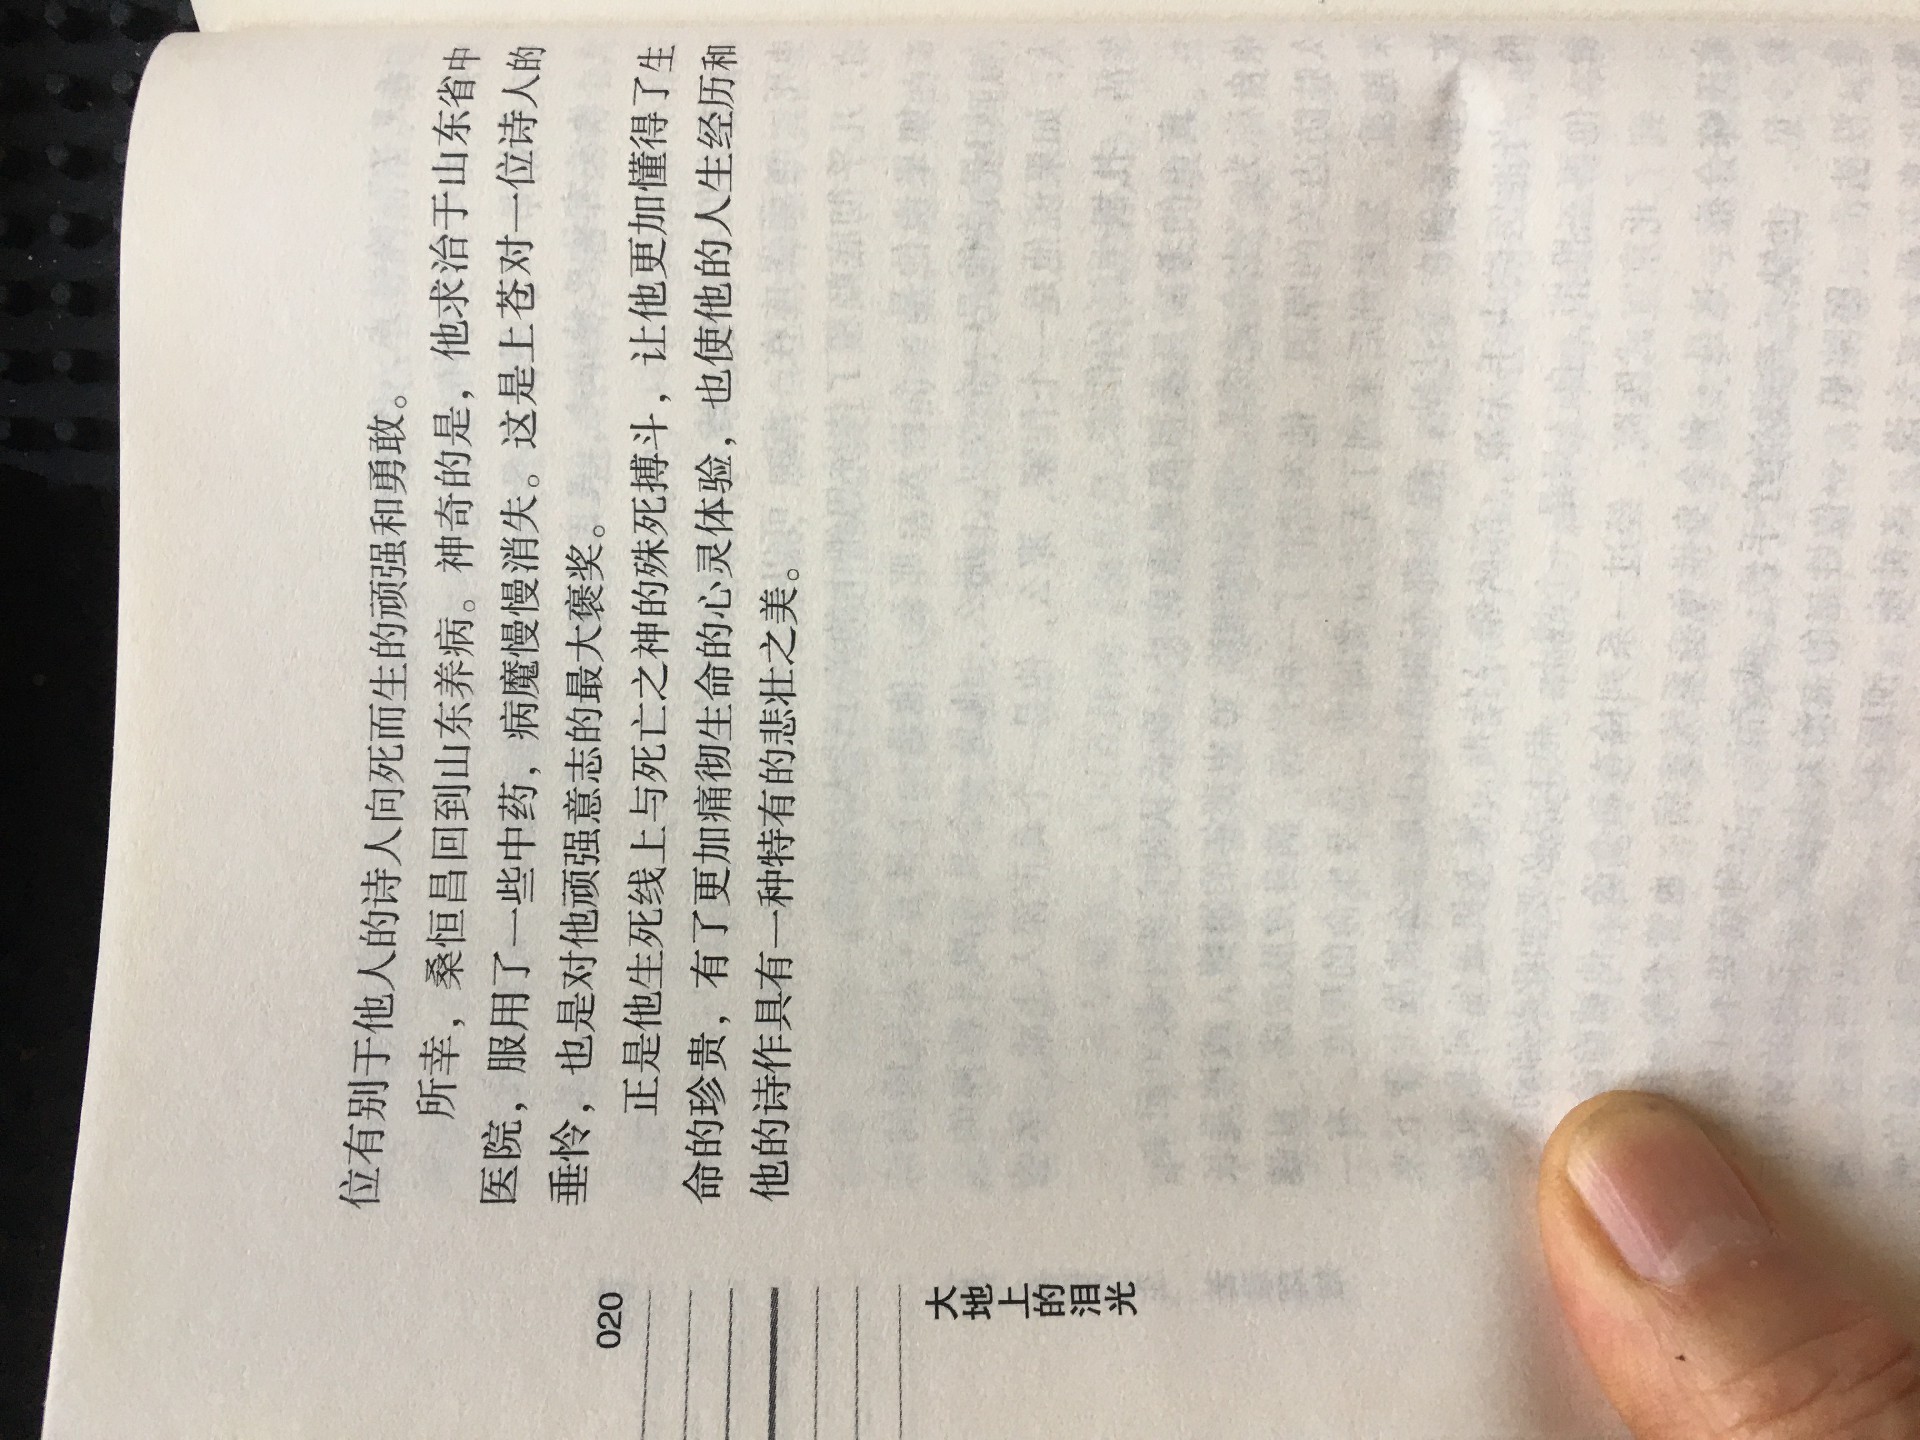 位有别于他人的诗人向死而生的顽强和勇敢。
所幸，桑恒昌回到山东养病。神奇的是，他求治于山东省中
医院，服用了一些中药，病魔慢慢消失。这是上苍对一位诗人的
垂怜，也是对他顽强意志的最大褒奖。
正是他生死线上与死亡之神的殊死搏斗，让他更加懂得了生
命的珍贵，有了更加痛彻生命的心灵体验，也使他的人生经历和
他的诗作具有一种特有的悲壮之美。
020
大地上的泪光